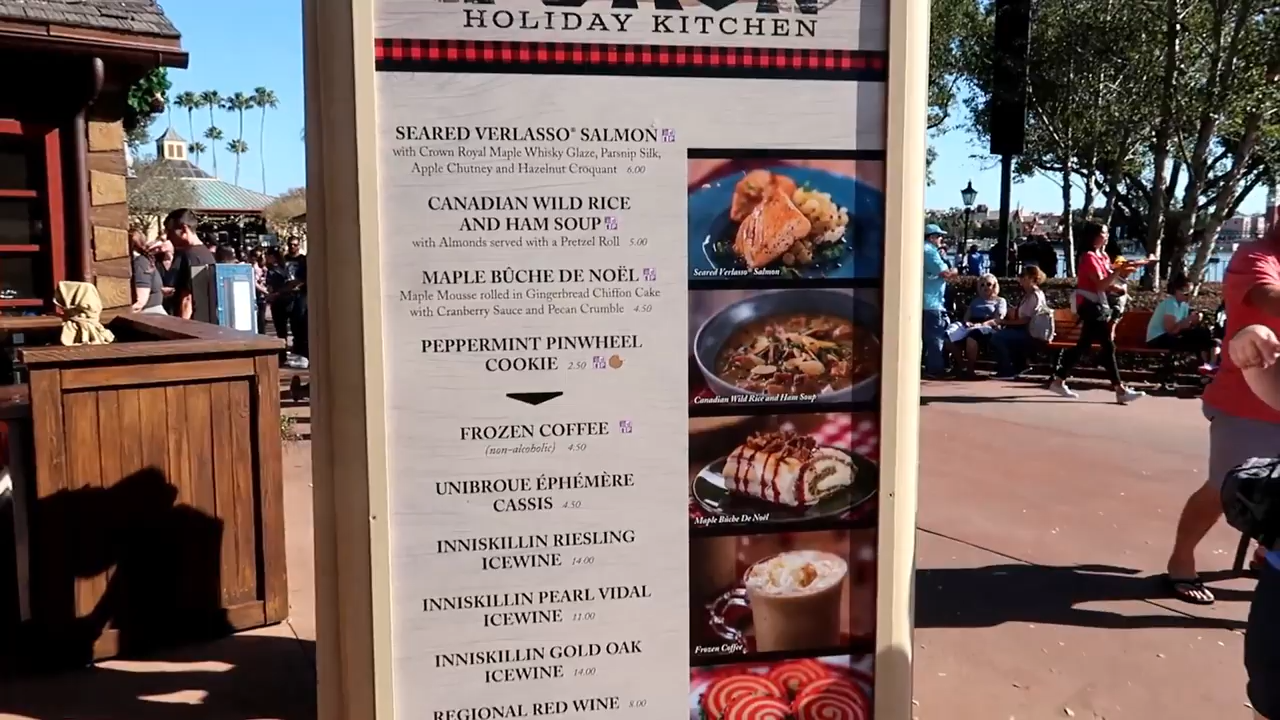 HOLIDAY KITCHEN
SEARED VERLASSO® SALMON
with Crown Royal Maple Whisky Glaze, Parsnip Silk,
Apple Chutney and Hazelnut Croquant 6.00
CANADIAN WILD RICE
AND HAM SOUP
with Almonds served with a Pretzel Roll 5.00
MAPLE BÛCHE DE NOËL
Maple Mousse rolled in Gingerbread Chiffon Cake
with Cranberry Sauce and Pecan Crumble 4.50
PEPPERMINT PINWHEEL
COOKIE 2.50
FROZEN COFFEE
(non-alcoholic) 4.50
UNIBROUE ÉPHÉMÈRE
CASSIS 4.50
INNISKILLIN RIESLING
ICEWINE 14.00
INNISKILLIN PEARL VIDAL
ICEWINE 11.00
INNISKILLIN GOLD OAK
ICEWINE 14.00
REGIONAL RED WINE 8.00
Seared Verlasso® Salmon
Canadian Wild Rice and Ham Soup
Maple Bûche De Noël
Frozen Coffee